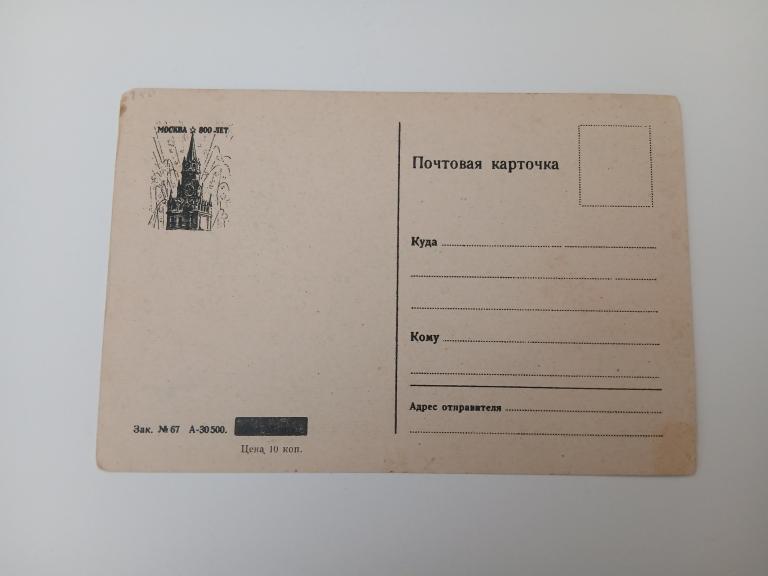 МОСКВА ☆ 800 ЛЕТ
Почтовая карточка
Куда
Кому
Адрес отправителя
Зак. № 67 А-30500.
Цена 10 коп.